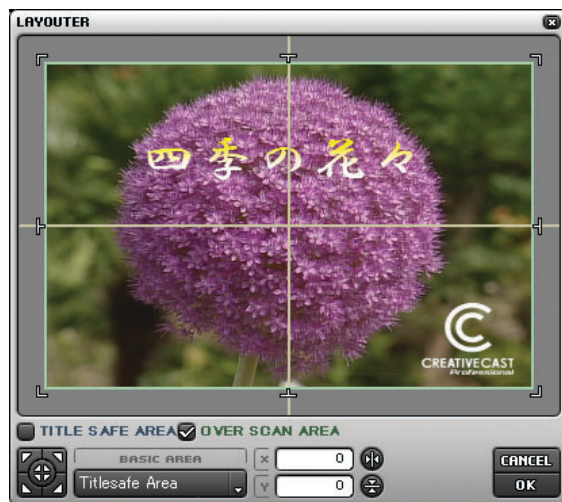 LAYOUTER
四季の花々
CREATIVECAST
Professional
TITLE SAFE AREA
OVER SCAN AREA
BASIC AREA
Titlesafe Area
X 0
Y 0
CANCEL
OK